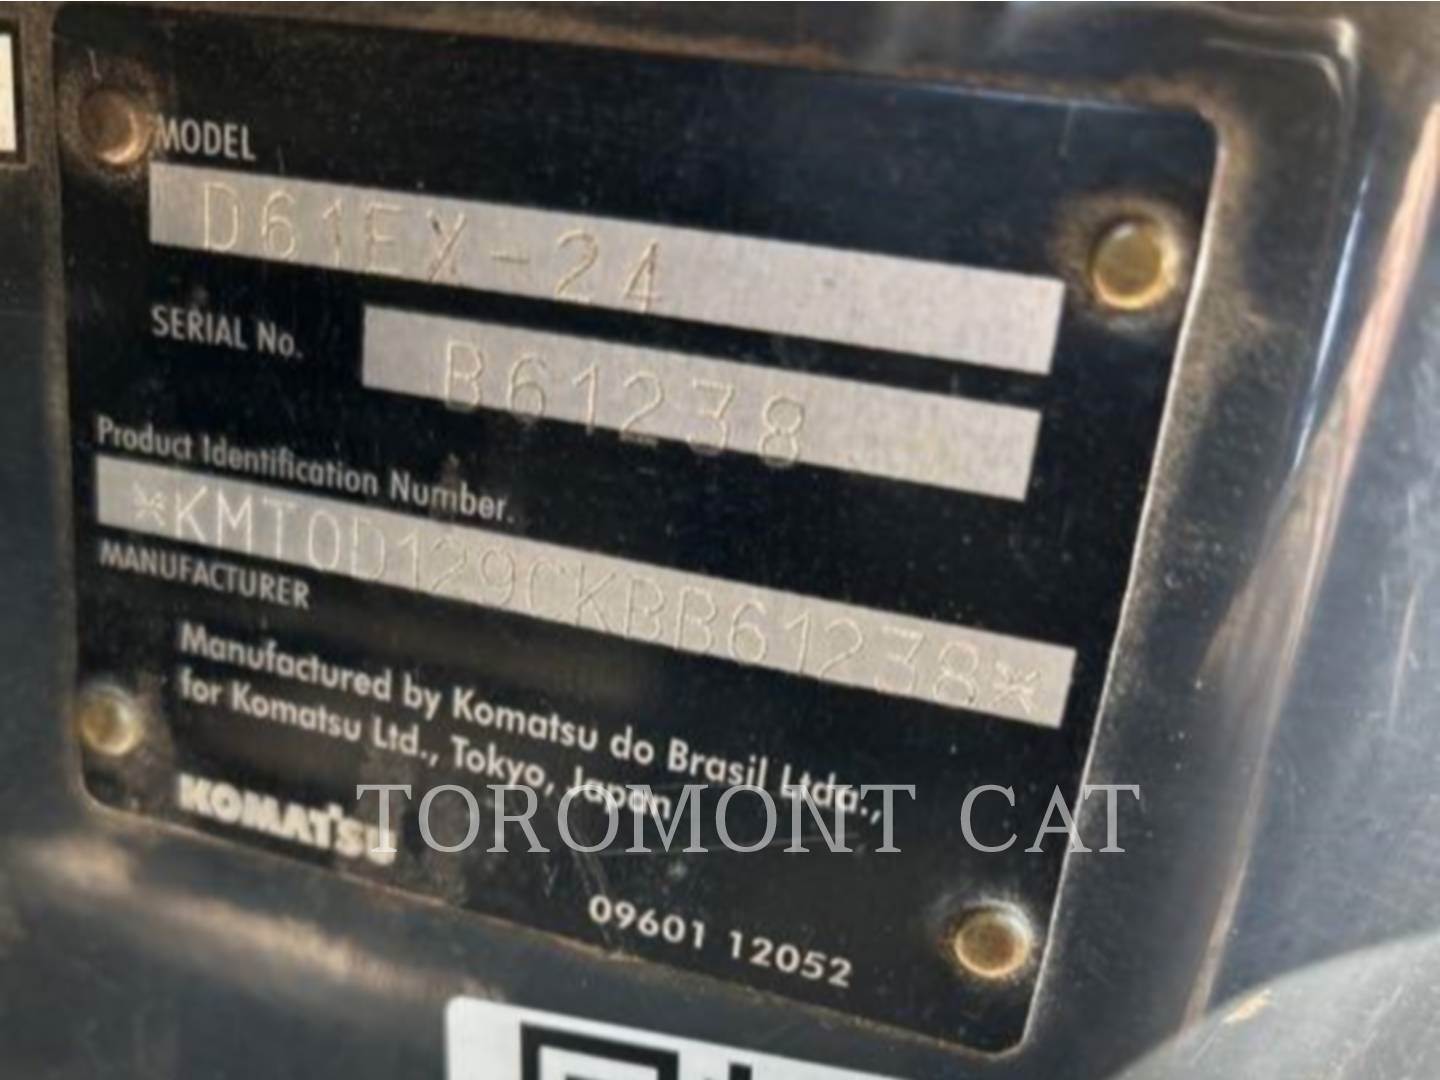 MODEL
D61EX-24
SERIAL No.
B61238
Product Identification Number.
*KMT0D129CKBB61238*
MANUFACTURER
Manufactured by Komatsu do Brasil Ltda.,
for Komatsu Ltd., Tokyo, Japan
KOMATSU
TOROMONT CAT
09601 12052